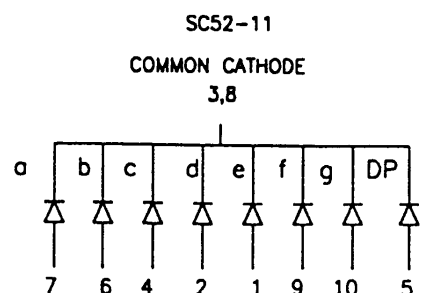 SC52-11
COMMON CATHODE
3,8
a b c d e f g DP
7 6 4 2 1 9 10 5